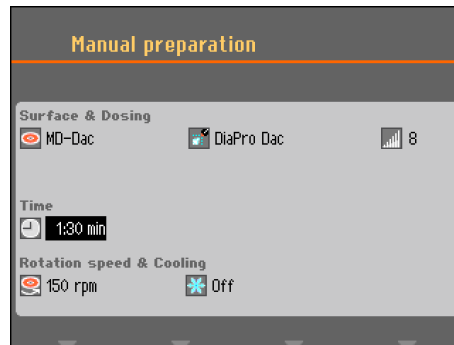 Manual preparation
Surface & Dosing
MD-Dac DiaPro Dac 8
Time
1:30 min
Rotation speed & Cooling
150 rpm Off